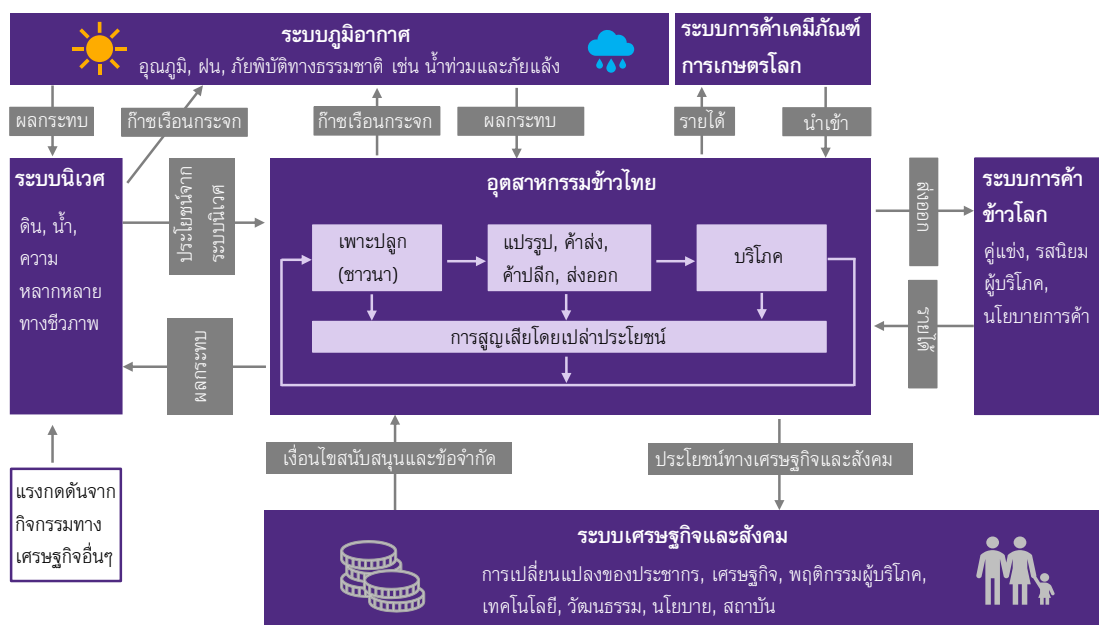 ระบบภูมิอากาศ
อุณภูมิ, ฝน, ภัยพิบัติทางธรรมชาติ เช่น น้ำท่วมและภัยแล้ง
ระบบการค้าเคมีภัณฑ์
การเกษตรโลก
ผลกระทบ
ก๊าซเรือนกระจก
ก๊าซเรือนกระจก
ผลกระทบ
รายได้
นำเข้า
ระบบนิเวศ
ดิน, น้ำ,
ความ
หลากหลาย
ทางชีวภาพ
ประโยชน์จาก
ระบบนิเวศ
ผลกระทบ
อุตสาหกรรมข้าวไทย
เพาะปลูก
(ชาวนา)
แปรรูป, ค้าส่ง,
ค้าปลีก, ส่งออก
บริโภค
การสูญเสียโดยเปล่าประโยชน์
ส่งออก
รายได้
ระบบการค้า
ข้าวโลก
คู่แข่ง, รสนิยม
ผู้บริโภค,
นโยบายการค้า
เงื่อนไขสนับสนุนและข้อจำกัด
ประโยชน์ทางเศรษฐกิจและสังคม
แรงกดดันจาก
กิจกรรมทาง
เศรษฐกิจอื่นๆ
ระบบเศรษฐกิจและสังคม
การเปลี่ยนแปลงของประชากร, เศรษฐกิจ, พฤติกรรมผู้บริโภค,
เทคโนโลยี, วัฒนธรรม, นโยบาย, สถาบัน